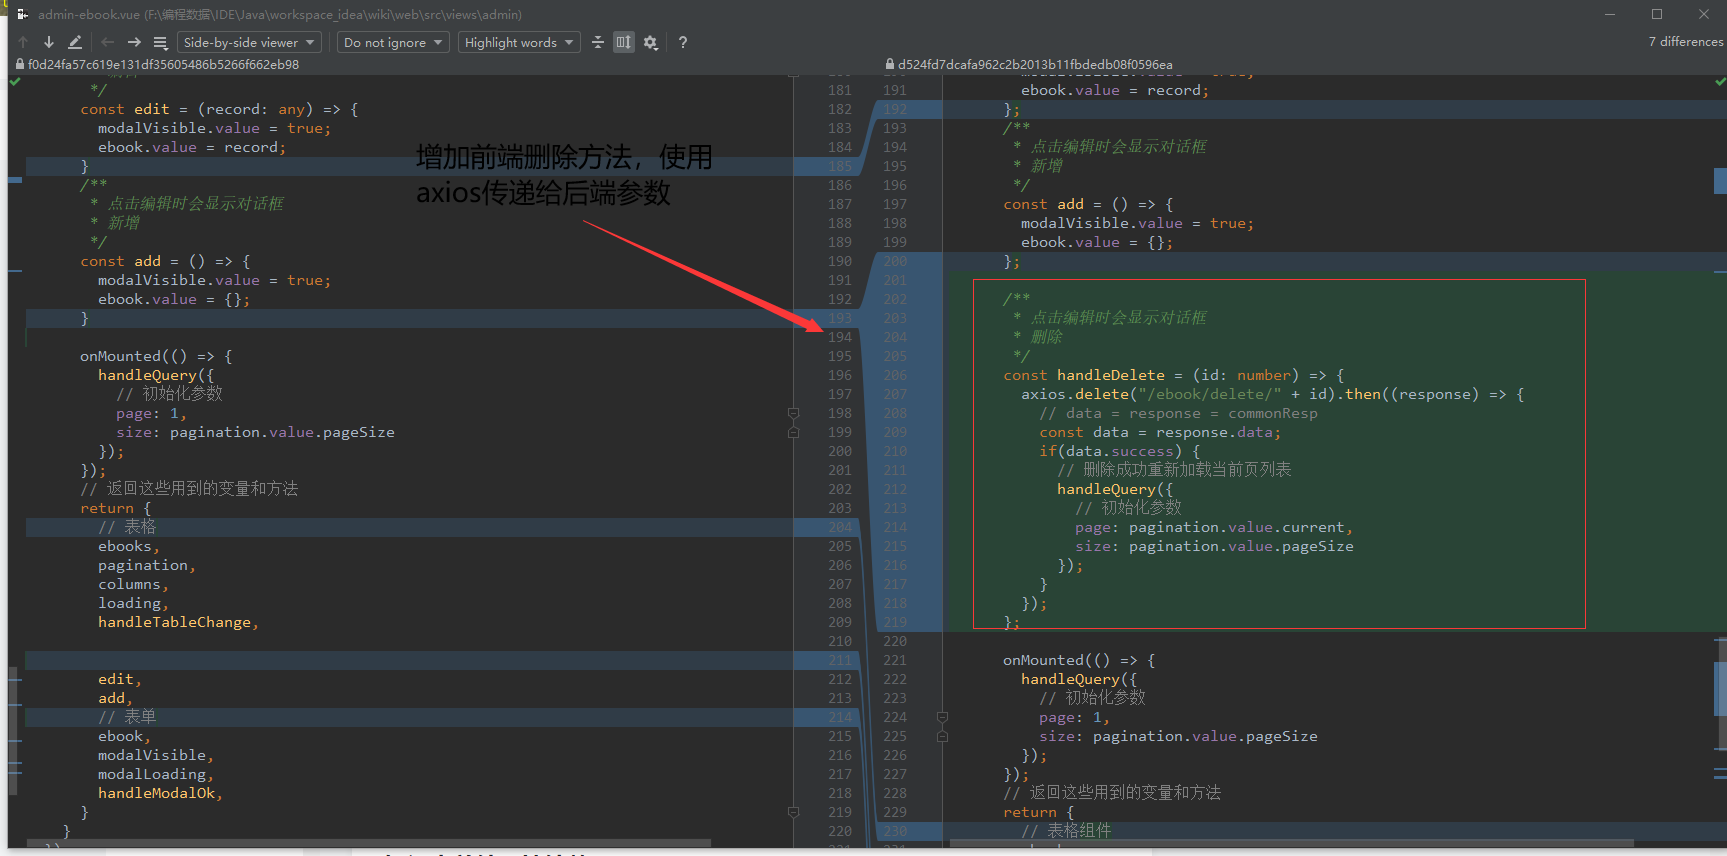 admin-ebook.vue (F:\编程数据\IDE\Java\workspace_idea\wiki\web\src\views\admin)
Side-by-side viewer Do not ignore Highlight words ? 7 differences
f0d24fa57c619e131df35605486b5266f662eb98
d524fd7dcafa962c2b2013b11fbdedb08f0596ea
*/
const edit = (record: any) => {
modalVisible.value = true;
ebook.value = record;
}
/**
* 点击编辑时会显示对话框
* 新增
*/
const add = () => {
modalVisible.value = true;
ebook.value = {};
}
onMounted(() => {
handleQuery({
// 初始化参数
page: 1,
size: pagination.value.pageSize
});
});
// 返回这些用到的变量和方法
return {
// 表格
ebooks,
pagination,
columns,
loading,
handleTableChange,
edit,
add,
// 表单
ebook,
modalVisible,
modalLoading,
handleModalOk,
}
}
增加前端删除方法，使用
axios传递给后端参数
181 191
182 192
183 193
184 194
185 195
186 196
187 197
188 198
189 199
190 200
191 201
192 202
193 203
194 204
195 205
196 206
197 207
198 208
199 209
200 210
201 211
202 212
203 213
204 214
205 215
206 216
207 217
208 218
209 219
210 220
211 221
212 222
213 223
214 224
215 225
216 226
217 227
218 228
219 229
220 230
ebook.value = record;
};
/**
* 点击编辑时会显示对话框
* 新增
*/
const add = () => {
modalVisible.value = true;
ebook.value = {};
};
/**
* 点击编辑时会显示对话框
* 删除
*/
const handleDelete = (id: number) => {
axios.delete("/ebook/delete/" + id).then((response) => {
// data = response = commonResp
const data = response.data;
if(data.success) {
// 删除成功重新加载当前页列表
handleQuery({
// 初始化参数
page: pagination.value.current,
size: pagination.value.pageSize
});
}
});
};
onMounted(() => {
handleQuery({
// 初始化参数
page: 1,
size: pagination.value.pageSize
});
});
// 返回这些用到的变量和方法
return {
// 表格组件